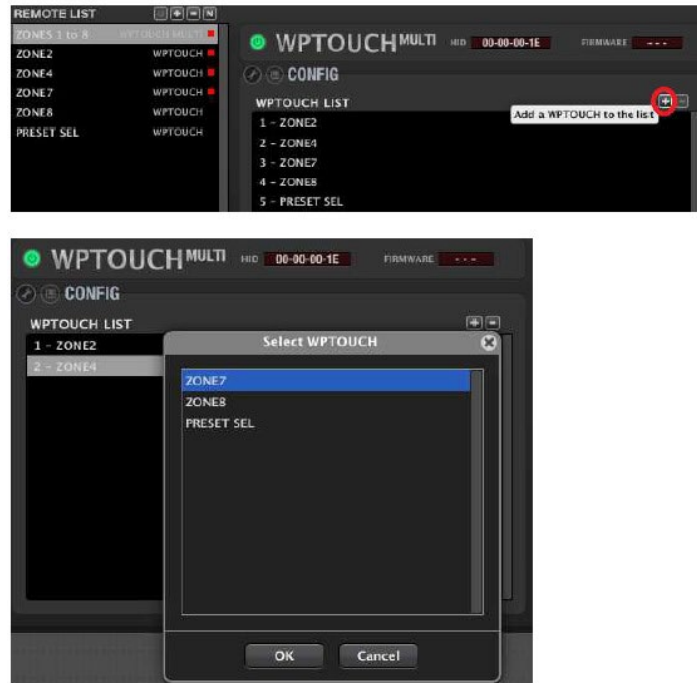 REMOTE LIST
ZONES 1 to 8 WPTOUCH MULTI
ZONE2 WPTOUCH
ZONE4 WPTOUCH
ZONE7 WPTOUCH
ZONE8 WPTOUCH
PRESET SEL WPTOUCH
WPTOUCH MULTI HID 00-00-00-1E FIRMWARE ---
CONFIG
WPTOUCH LIST
Add a WPTOUCH to the list
1 - ZONE2
2 - ZONE4
3 - ZONE7
4 - ZONE8
5 - PRESET SEL
WPTOUCH MULTI HID 00-00-00-1E FIRMWARE ---
CONFIG
WPTOUCH LIST
1 - ZONE2
2 - ZONE4
Select WPTOUCH
ZONE7
ZONE8
PRESET SEL
OK Cancel